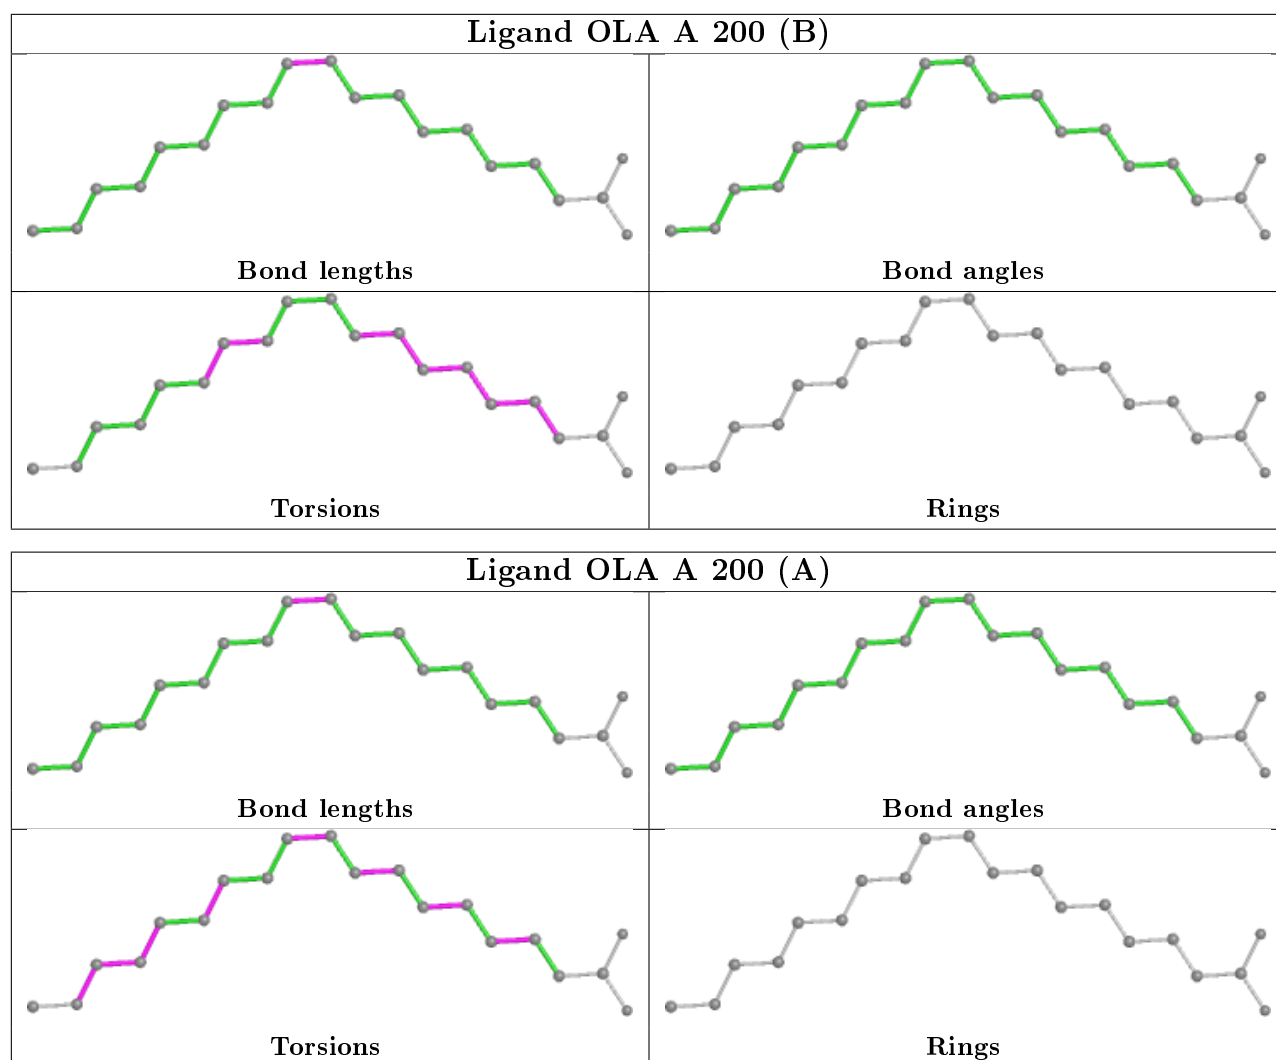 Ligand OLA A 200 (B)
Bond lengths
Bond angles
Torsions
Rings
Ligand OLA A 200 (A)
Bond lengths
Bond angles
Torsions
Rings